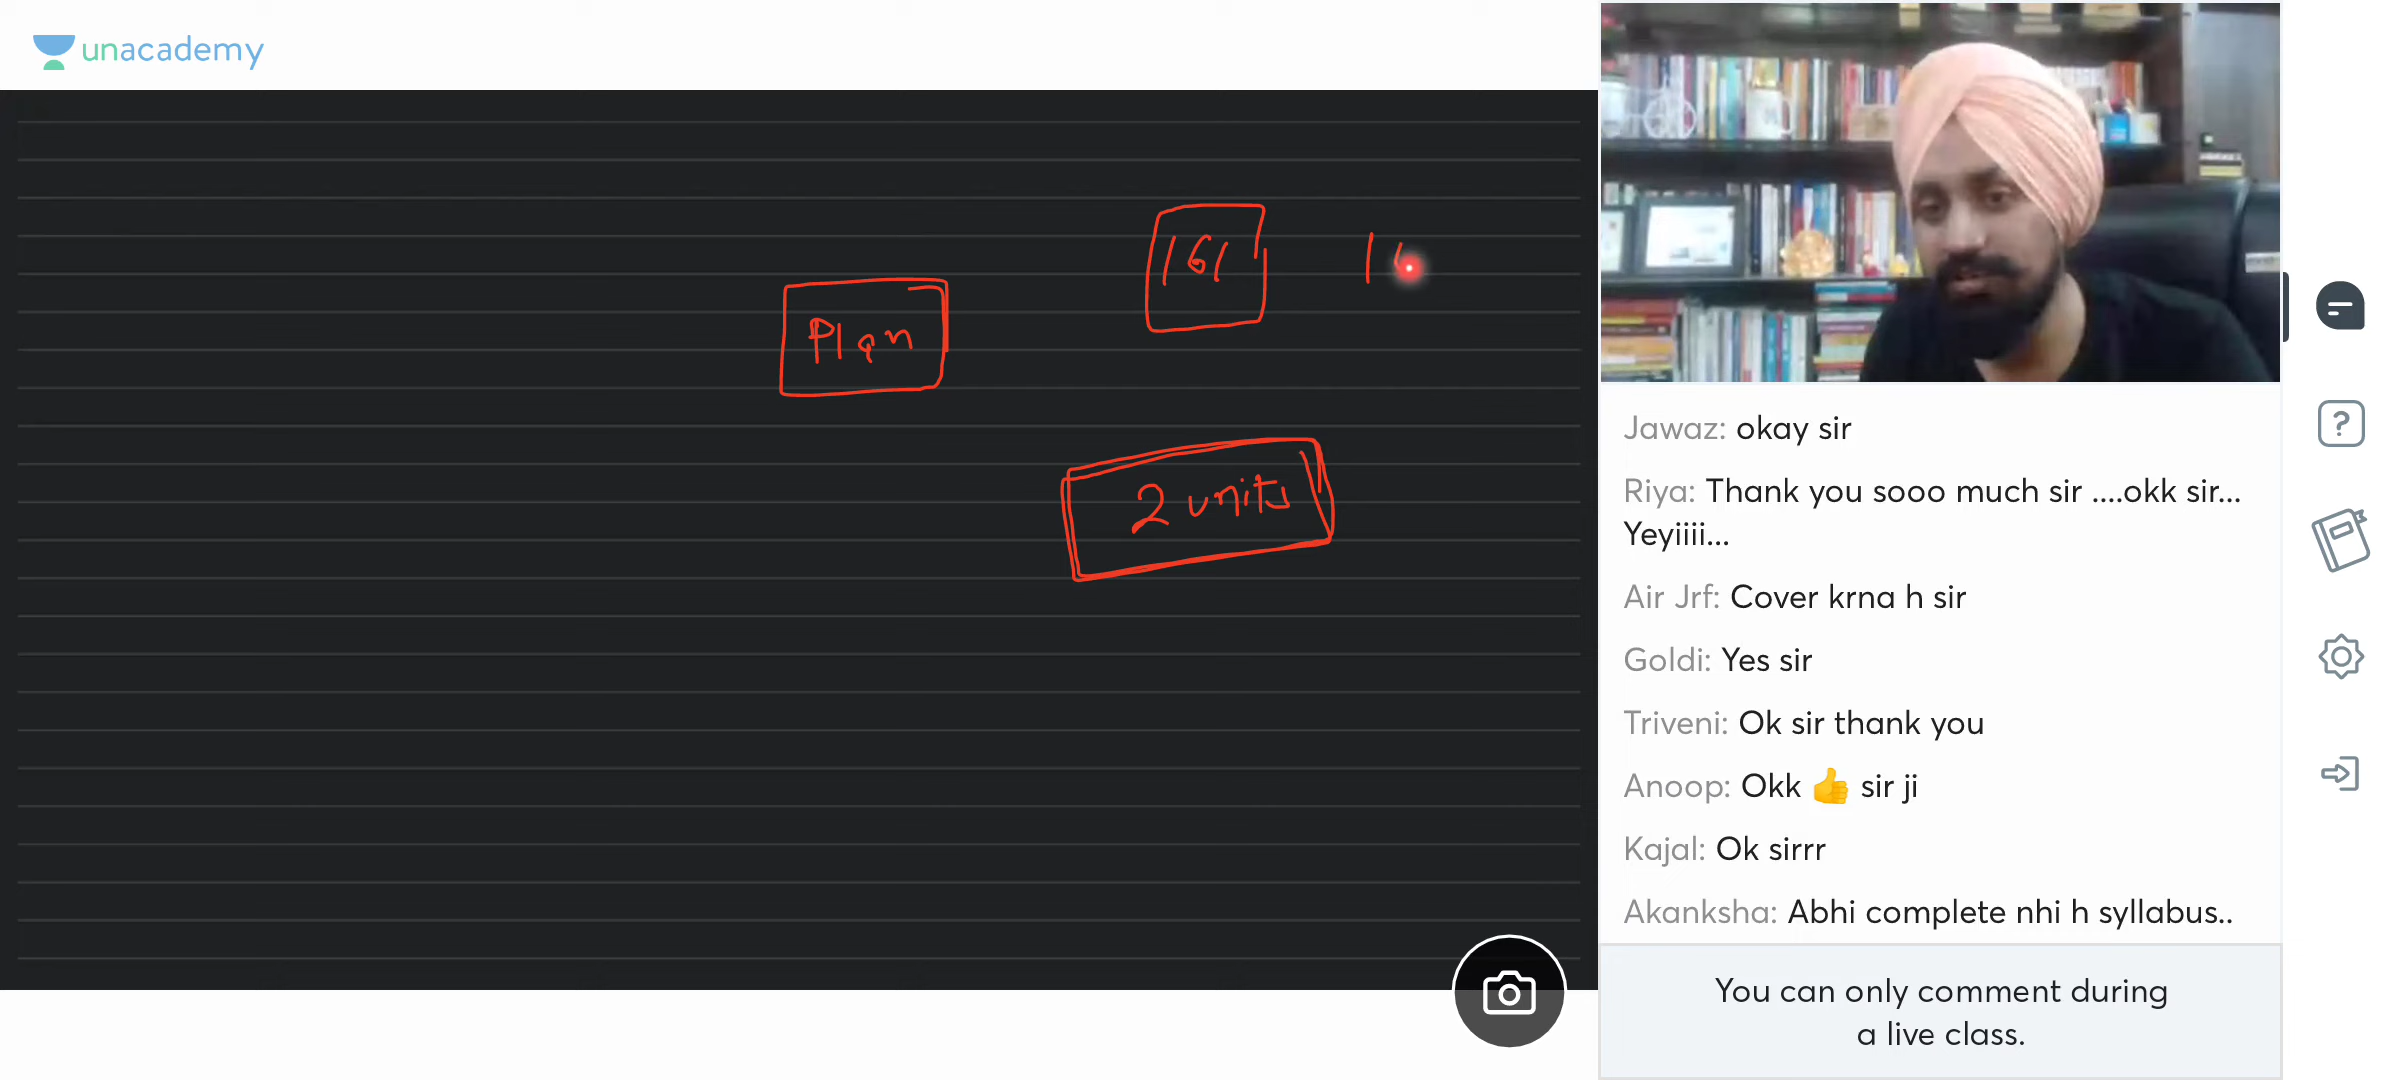 unacademy
161
Plan
2 units
Jawaz: okay sir
Riya: Thank you sooo much sir ....okk sir...
Yeyiiii...
Air Jrf: Cover krna h sir
Goldi: Yes sir
Triveni: Ok sir thank you
Anoop: Okk 👍 sir ji
Kajal: Ok sirrr
Akanksha: Abhi complete nhi h syllabus..
You can only comment during
a live class.